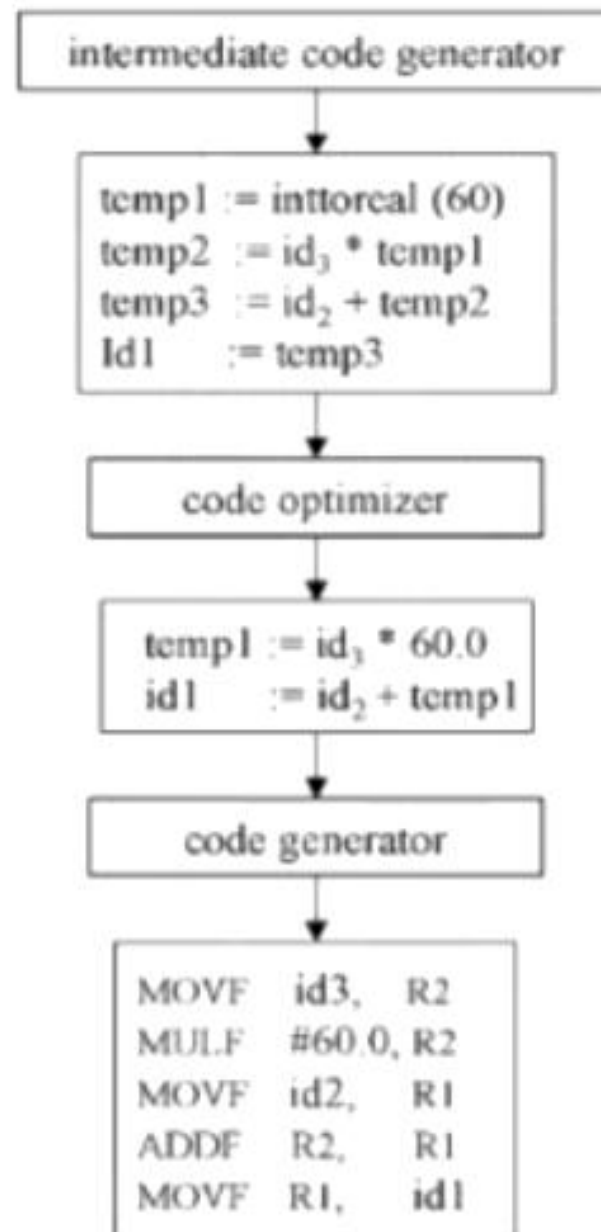 intermediate code generator
temp1 := inttoreal (60)
temp2 := id₃ * temp1
temp3 := id₂ + temp2
Id1 := temp3
code optimizer
temp1 := id₃ * 60.0
id1 := id₂ + temp1
code generator
MOVF id3, R2
MULF #60.0, R2
MOVF id2, R1
ADDF R2, R1
MOVF R1, id1